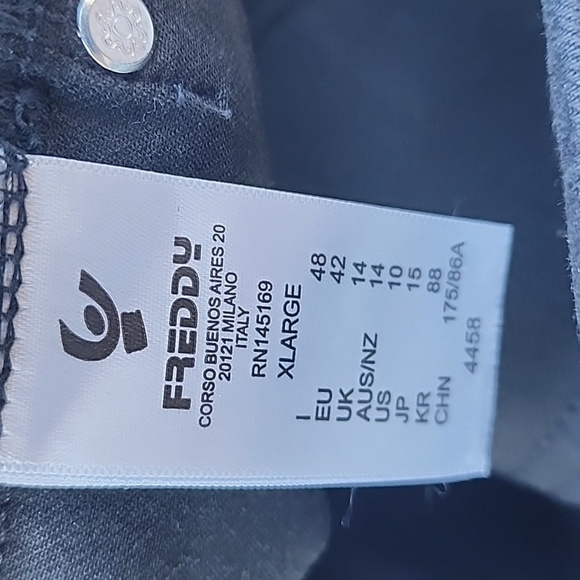 FREDDY
CORSO BUENOS AIRES 20
20121 MILANO
ITALY
RN145169
XLARGE
I 48
EU 42
UK 14
AUS/NZ 14
US 10
JP 15
KR 88
CHN 175/86A
4458